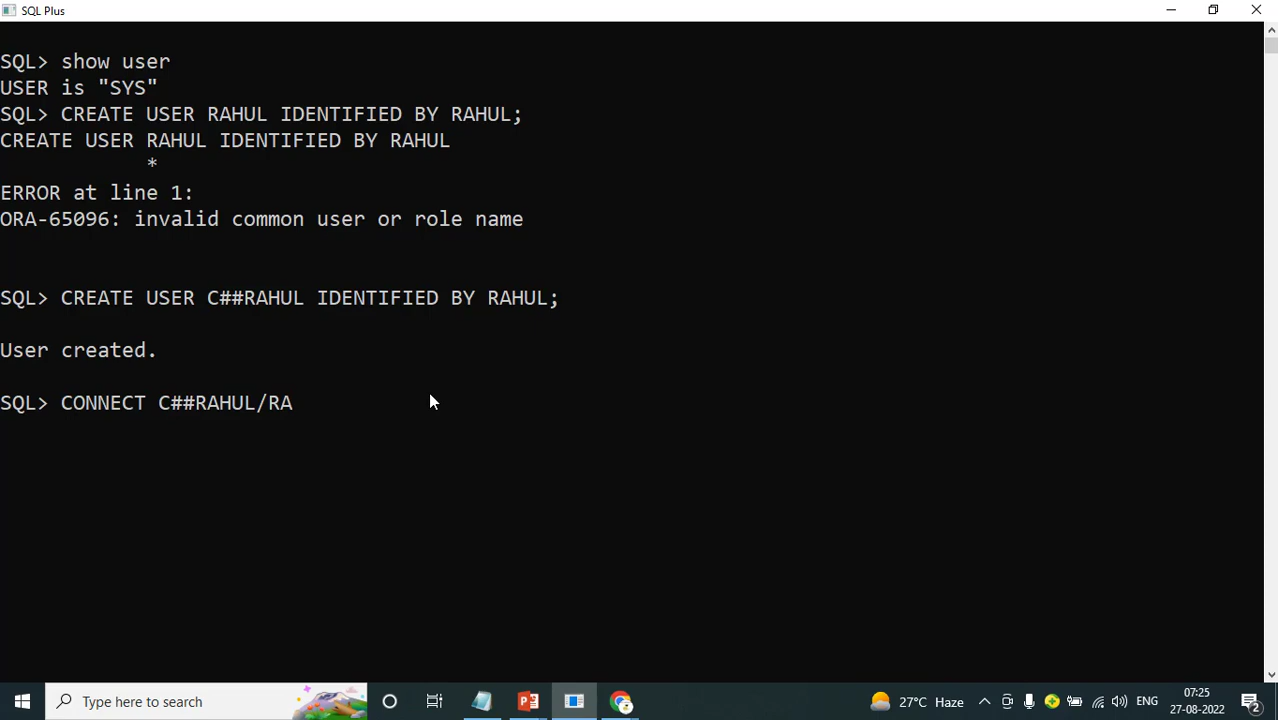 SQL Plus
SQL> show user
USER is "SYS"
SQL> CREATE USER RAHUL IDENTIFIED BY RAHUL;
CREATE USER RAHUL IDENTIFIED BY RAHUL
*
ERROR at line 1:
ORA-65096: invalid common user or role name
SQL> CREATE USER C##RAHUL IDENTIFIED BY RAHUL;
User created.
SQL> CONNECT C##RAHUL/RA
Type here to search
27°C Haze
ENG
07:25
27-08-2022
2